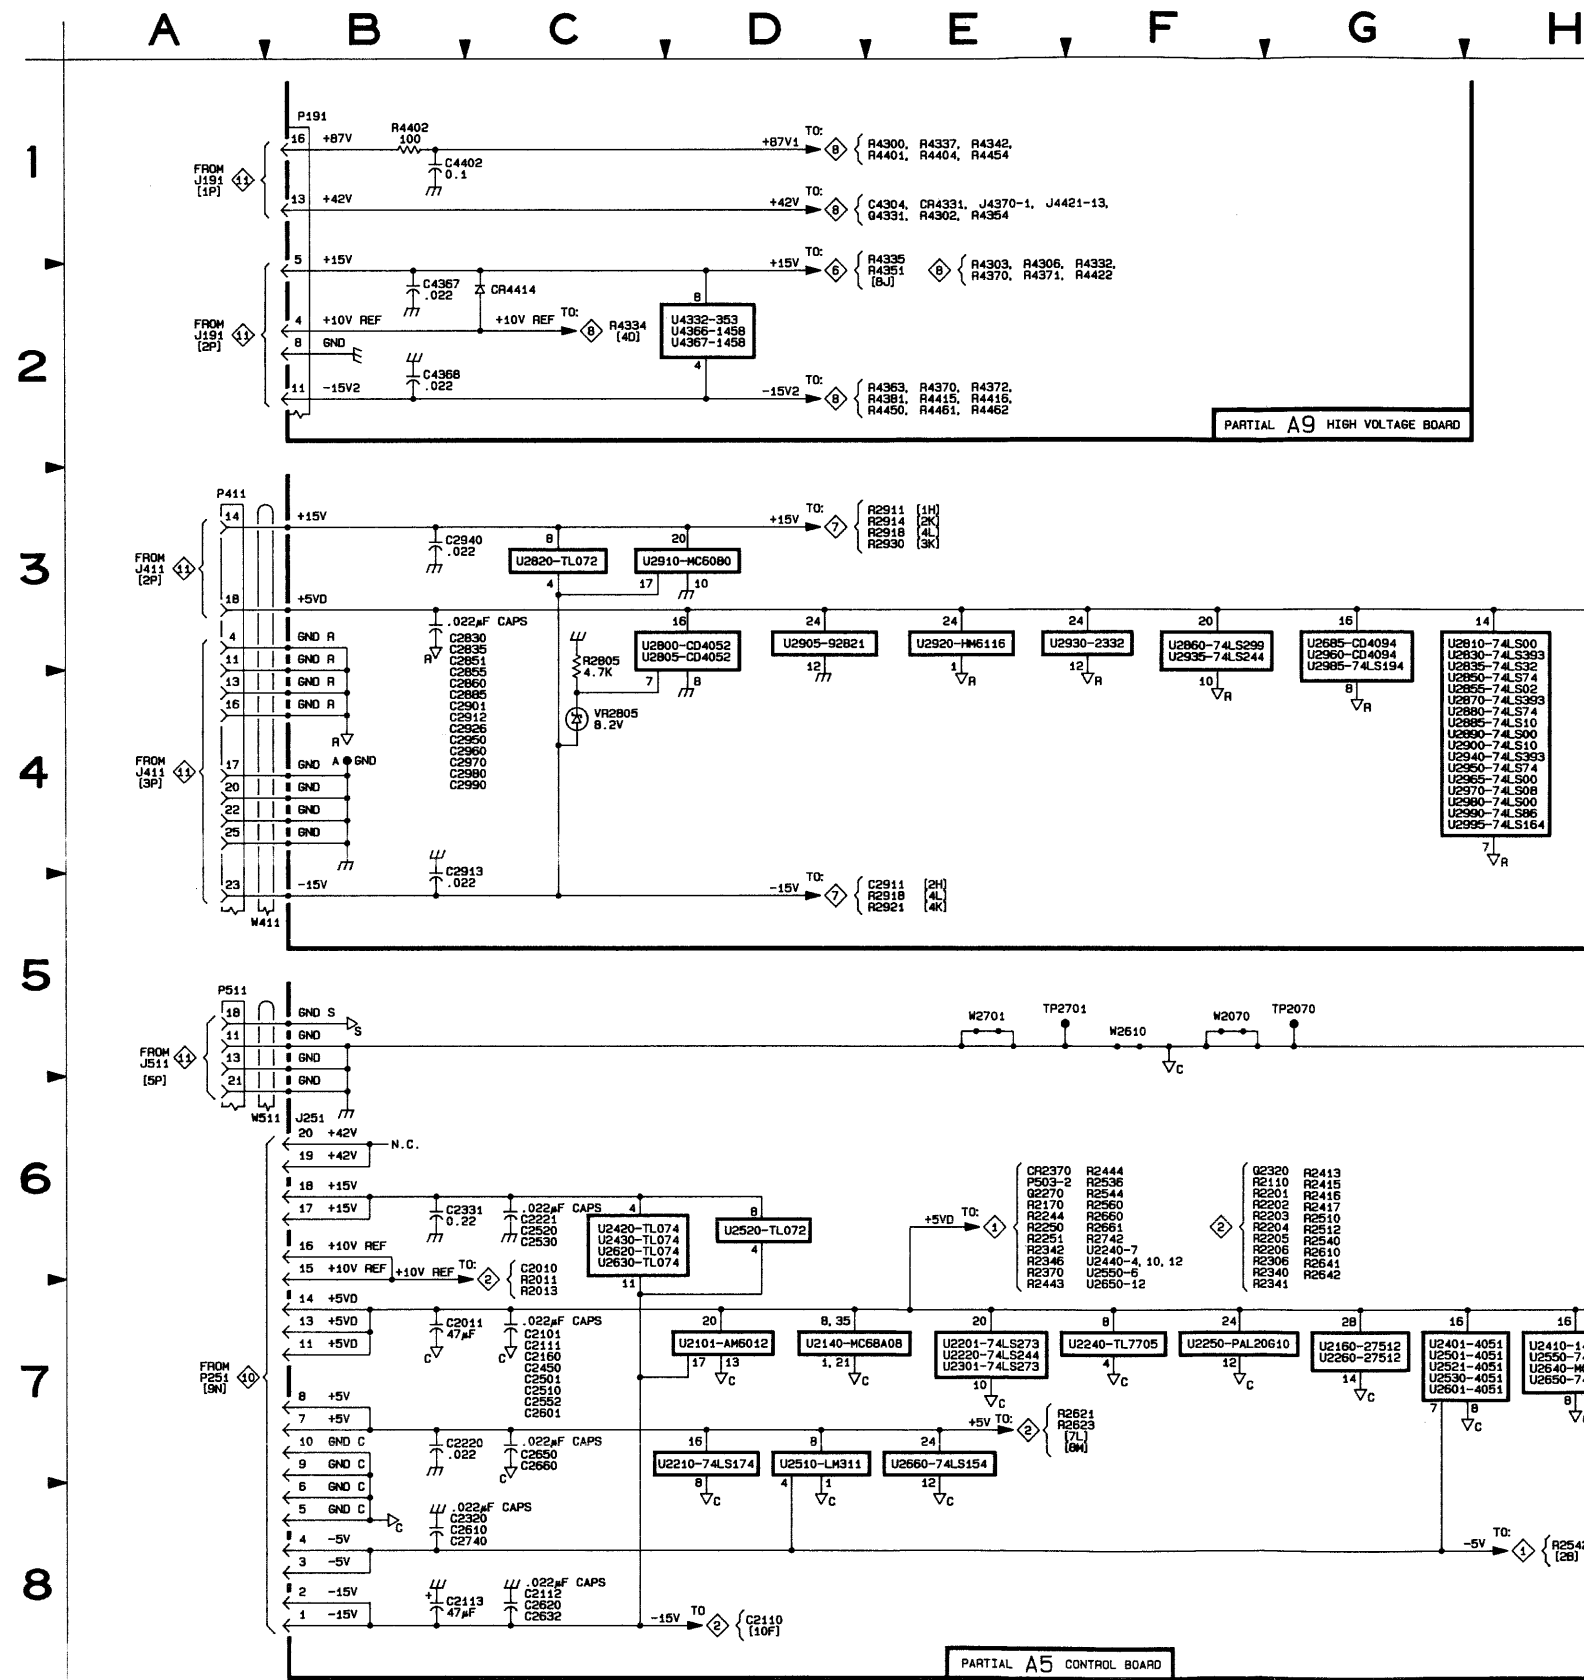 A B C D E F G H
1
P191
16 +87V
R4402
100
C4402
0.1
+87V1
TO:
8
R4300, R4337, R4342,
R4401, R4404, R4454
FROM
J191
[1P]
11
13 +42V
+42V
TO:
8
C4304, CR4331, J4370-1, J4421-13,
Q4331, R4302, R4354
5 +15V
+15V
TO:
6
R4335
R4351
[8J]
8
R4303, R4306, R4332,
R4370, R4371, R4422
C4367
.022
CR4414
FROM
J191
[2P]
11
4 +10V REF
+10V REF
TO:
8
R4334
[4D]
8
U4332-353
U4366-1458
U4367-1458
4
8 GND
2
C4368
.022
11 -15V2
-15V2
TO:
8
R4363, R4370, R4372,
R4381, R4415, R4416,
R4450, R4461, R4462
PARTIAL A9 HIGH VOLTAGE BOARD
P411
14
+15V
+15V
TO:
7
R2911 [1H]
R2914 [2K]
R2918 [4L]
R2930 [3K]
C2940
.022
8
U2820-TL072
4
20
U2910-MC6080
17 10
3
FROM
J411
[2P]
11
18
+5VD
.022µF CAPS
C2830
C2835
C2851
C2855
C2860
C2885
C2901
C2912
C2926
C2950
C2960
C2970
C2980
C2990
R
R2805
4.7K
VR2805
8.2V
16
U2800-CD4052
U2805-CD4052
7 8
24
U2905-92821
12
24
U2920-HM6116
1
R
24
U2930-2332
12
R
20
U2860-74LS299
U2935-74LS244
10
R
16
U2685-CD4094
U2960-CD4094
U2985-74LS194
8
R
14
U2810-74LS00
U2830-74LS393
U2835-74LS32
U2850-74LS74
U2855-74LS02
U2870-74LS393
U2880-74LS74
U2885-74LS10
U2890-74LS00
U2900-74LS10
U2940-74LS393
U2950-74LS74
U2965-74LS00
U2970-74LS08
U2980-74LS00
U2990-74LS86
U2995-74LS164
7
R
4 GND R
11 GND R
13 GND R
16 GND R
R
4
FROM
J411
[3P]
11
A GND
17 GND
20 GND
22 GND
25 GND
C2913
.022
23
-15V
-15V
TO:
7
C2911 [2H]
R2918 [4L]
R2921 [4K]
W411
5
P511
18 GND S
S
11 GND
13 GND
21 GND
FROM
J511
[5P]
11
W2701
TP2701
W2610
C
W2070
TP2070
W511
J251
20 +42V
N.C.
19 +42V
6
18 +15V
17 +15V
C2331
0.22
.022µF CAPS
C2221
C2520
C2530
4
U2420-TL074
U2430-TL074
U2620-TL074
U2630-TL074
11
8
U2520-TL072
4
+5VD
TO:
1
CR2370 R2444
P503-2 R2536
Q2270 R2544
R2170 R2560
R2244 R2660
R2250 R2661
R2251 R2742
R2342 U2240-7
R2346 U2440-4, 10, 12
R2370 U2550-6
R2443 U2650-12
2
Q2320 R2413
R2110 R2415
R2201 R2416
R2202 R2417
R2203 R2510
R2204 R2512
R2205 R2540
R2206 R2610
R2306 R2641
R2340 R2642
R2341
16 +10V REF
15 +10V REF
+10V REF
TO:
2
C2010
R2011
R2013
14 +5VD
13 +5VD
11 +5VD
C2011
47µF
C
.022µF CAPS
C2101
C2111
C2160
C2450
C2501
C2510
C2552
C2601
C
20
U2101-AM6012
17 13
C
8, 35
U2140-MC68A08
1, 21
C
20
U2201-74LS273
U2220-74LS244
U2301-74LS273
10
C
8
U2240-TL7705
4
C
24
U2250-PAL20G10
12
C
28
U2160-27512
U2260-27512
14
C
16
U2401-4051
U2501-4051
U2521-4051
U2530-4051
U2601-4051
7 8
C
16
U2410-1
U2550-7
U2640-M
U2650-7
8
7
FROM
P251
[9N]
10
8 +5V
7 +5V
+5V
TO:
2
R2621
R2623
[7L]
[8M]
C2220
.022
.022µF CAPS
C2650
C2660
C
16
U2210-74LS174
8
C
8
U2510-LM311
4 1
C
24
U2660-74LS154
12
C
10 GND C
9 GND C
6 GND C
5 GND C
C
.022µF CAPS
C2320
C2610
C2740
4 -5V
3 -5V
-5V
TO:
1
R2542
[2B]
8
2 -15V
1 -15V
+
C2113
47µF
.022µF CAPS
C2112
C2620
C2632
-15V
TO
2
C2110
[10F]
PARTIAL A5 CONTROL BOARD